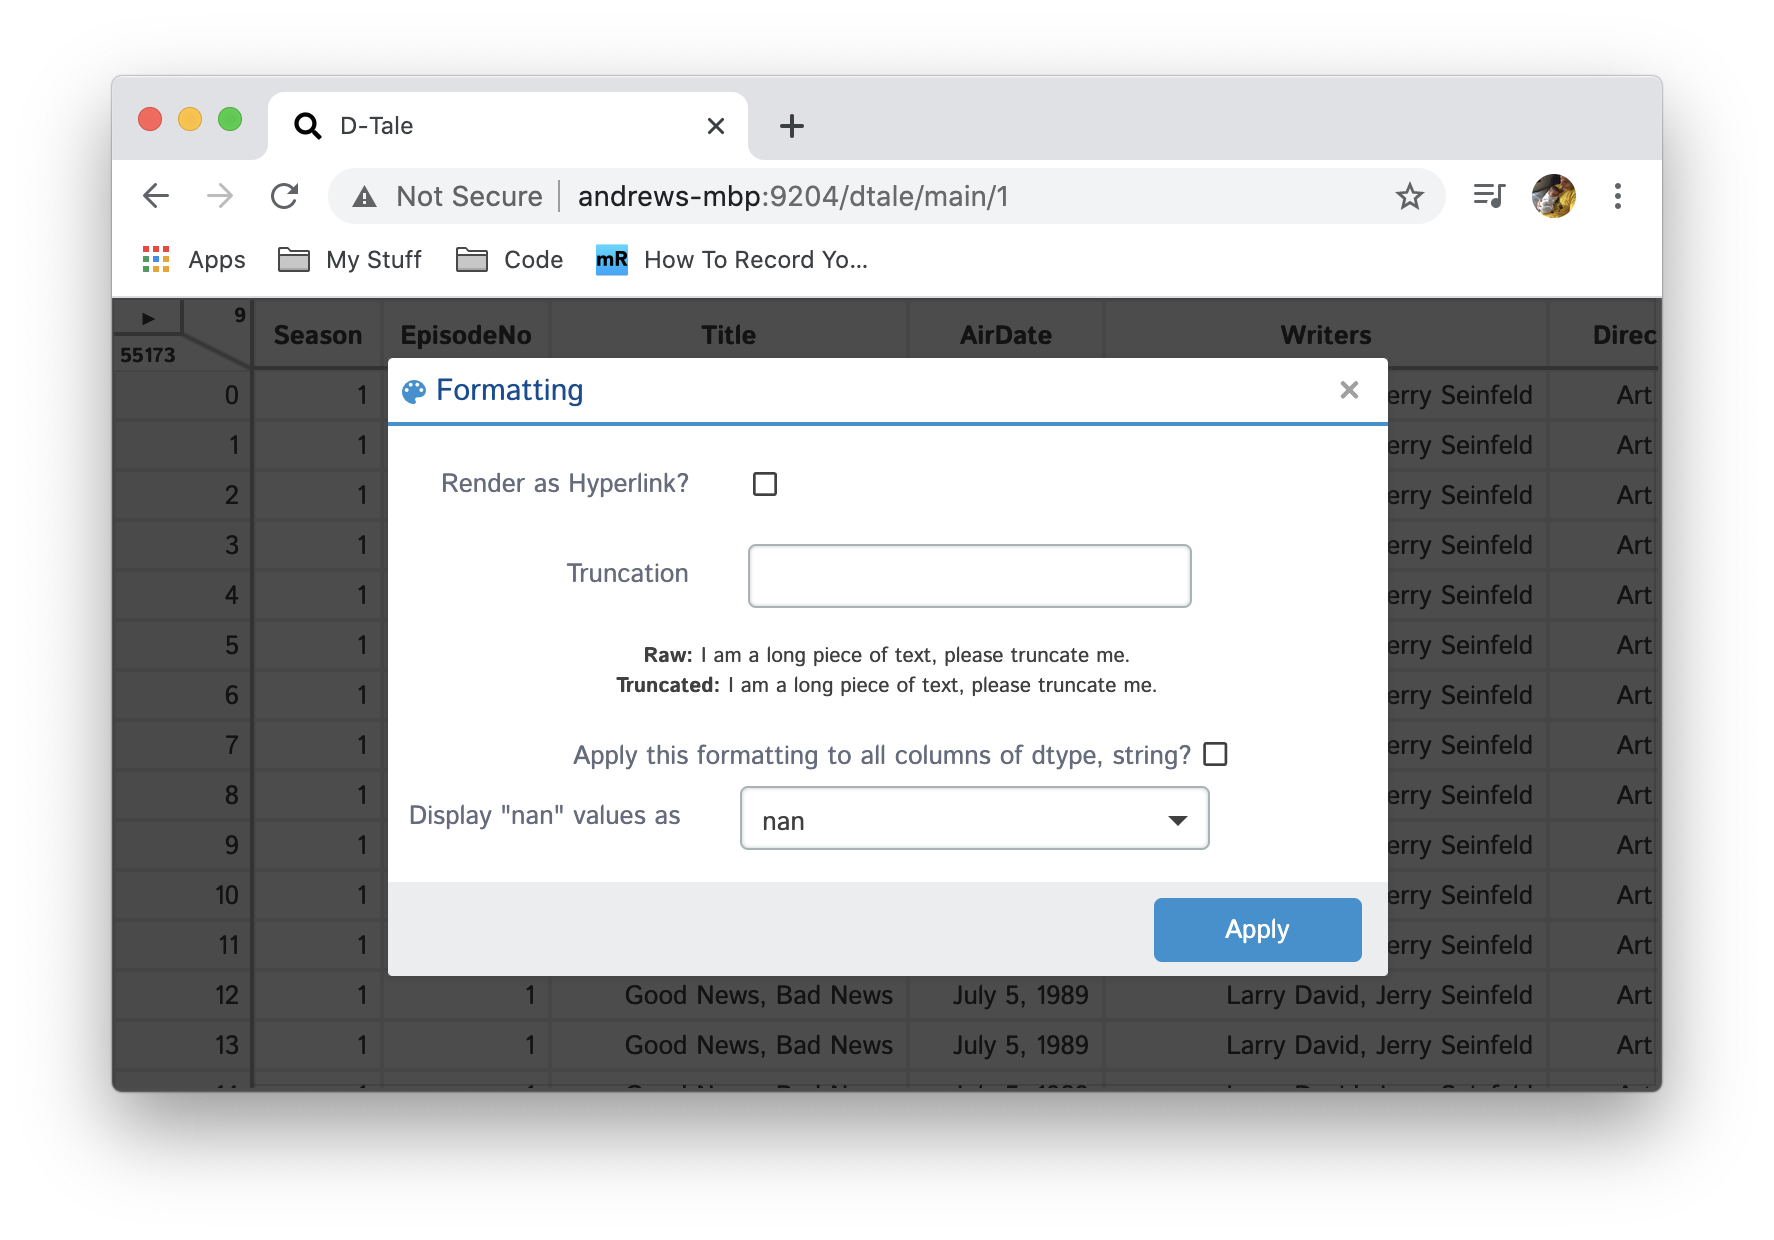 D-Tale
Not Secure andrews-mbp:9204/dtale/main/1
Apps My Stuff Code mR How To Record Yo...
9
55173 Season EpisodeNo Title AirDate Writers Direc
Formatting
Render as Hyperlink?
Truncation
Raw: I am a long piece of text, please truncate me.
Truncated: I am a long piece of text, please truncate me.
Apply this formatting to all columns of dtype, string?
Display "nan" values as nan
Apply
0 1 erry Seinfeld Art
1 1 erry Seinfeld Art
2 1 erry Seinfeld Art
3 1 erry Seinfeld Art
4 1 erry Seinfeld Art
5 1 erry Seinfeld Art
6 1 erry Seinfeld Art
7 1 erry Seinfeld Art
8 1 erry Seinfeld Art
9 1 erry Seinfeld Art
10 1 erry Seinfeld Art
11 1 erry Seinfeld Art
12 1 1 Good News, Bad News July 5, 1989 Larry David, Jerry Seinfeld Art
13 1 1 Good News, Bad News July 5, 1989 Larry David, Jerry Seinfeld Art